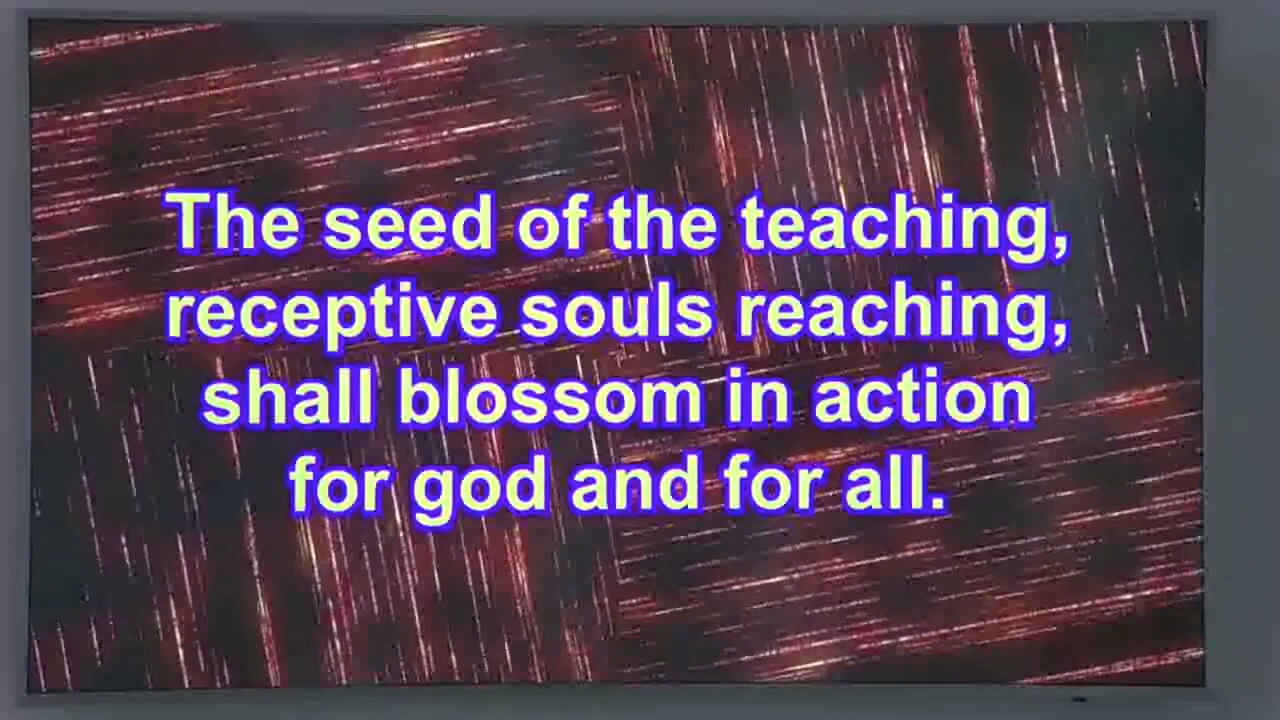 The seed of the teaching,
receptive souls reaching,
shall blossom in action
for god and for all.